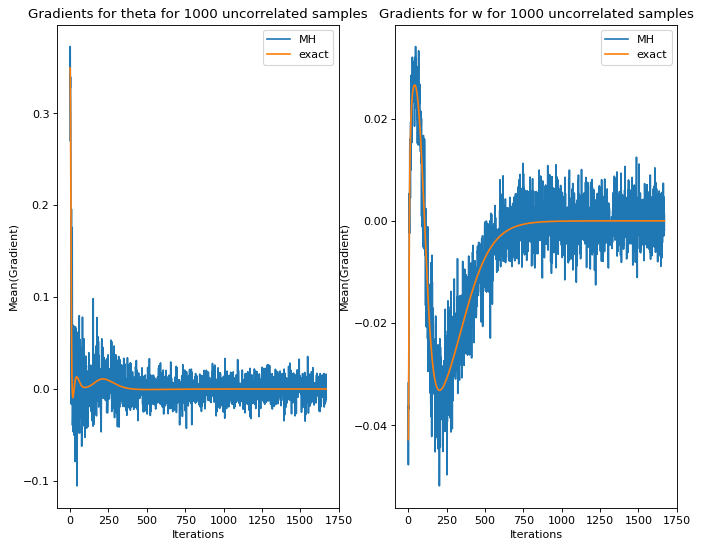 Gradients for theta for 1000 uncorrelated samples
MH
exact
0.3
0.2
0.1
0.0
−0.1
Mean(Gradient)
0
250
500
750
1000
1250
1500
1750
Iterations
Gradients for w for 1000 uncorrelated samples
MH
exact
0.02
0.00
−0.02
−0.04
Mean(Gradient)
0
250
500
750
1000
1250
1500
1750
Iterations